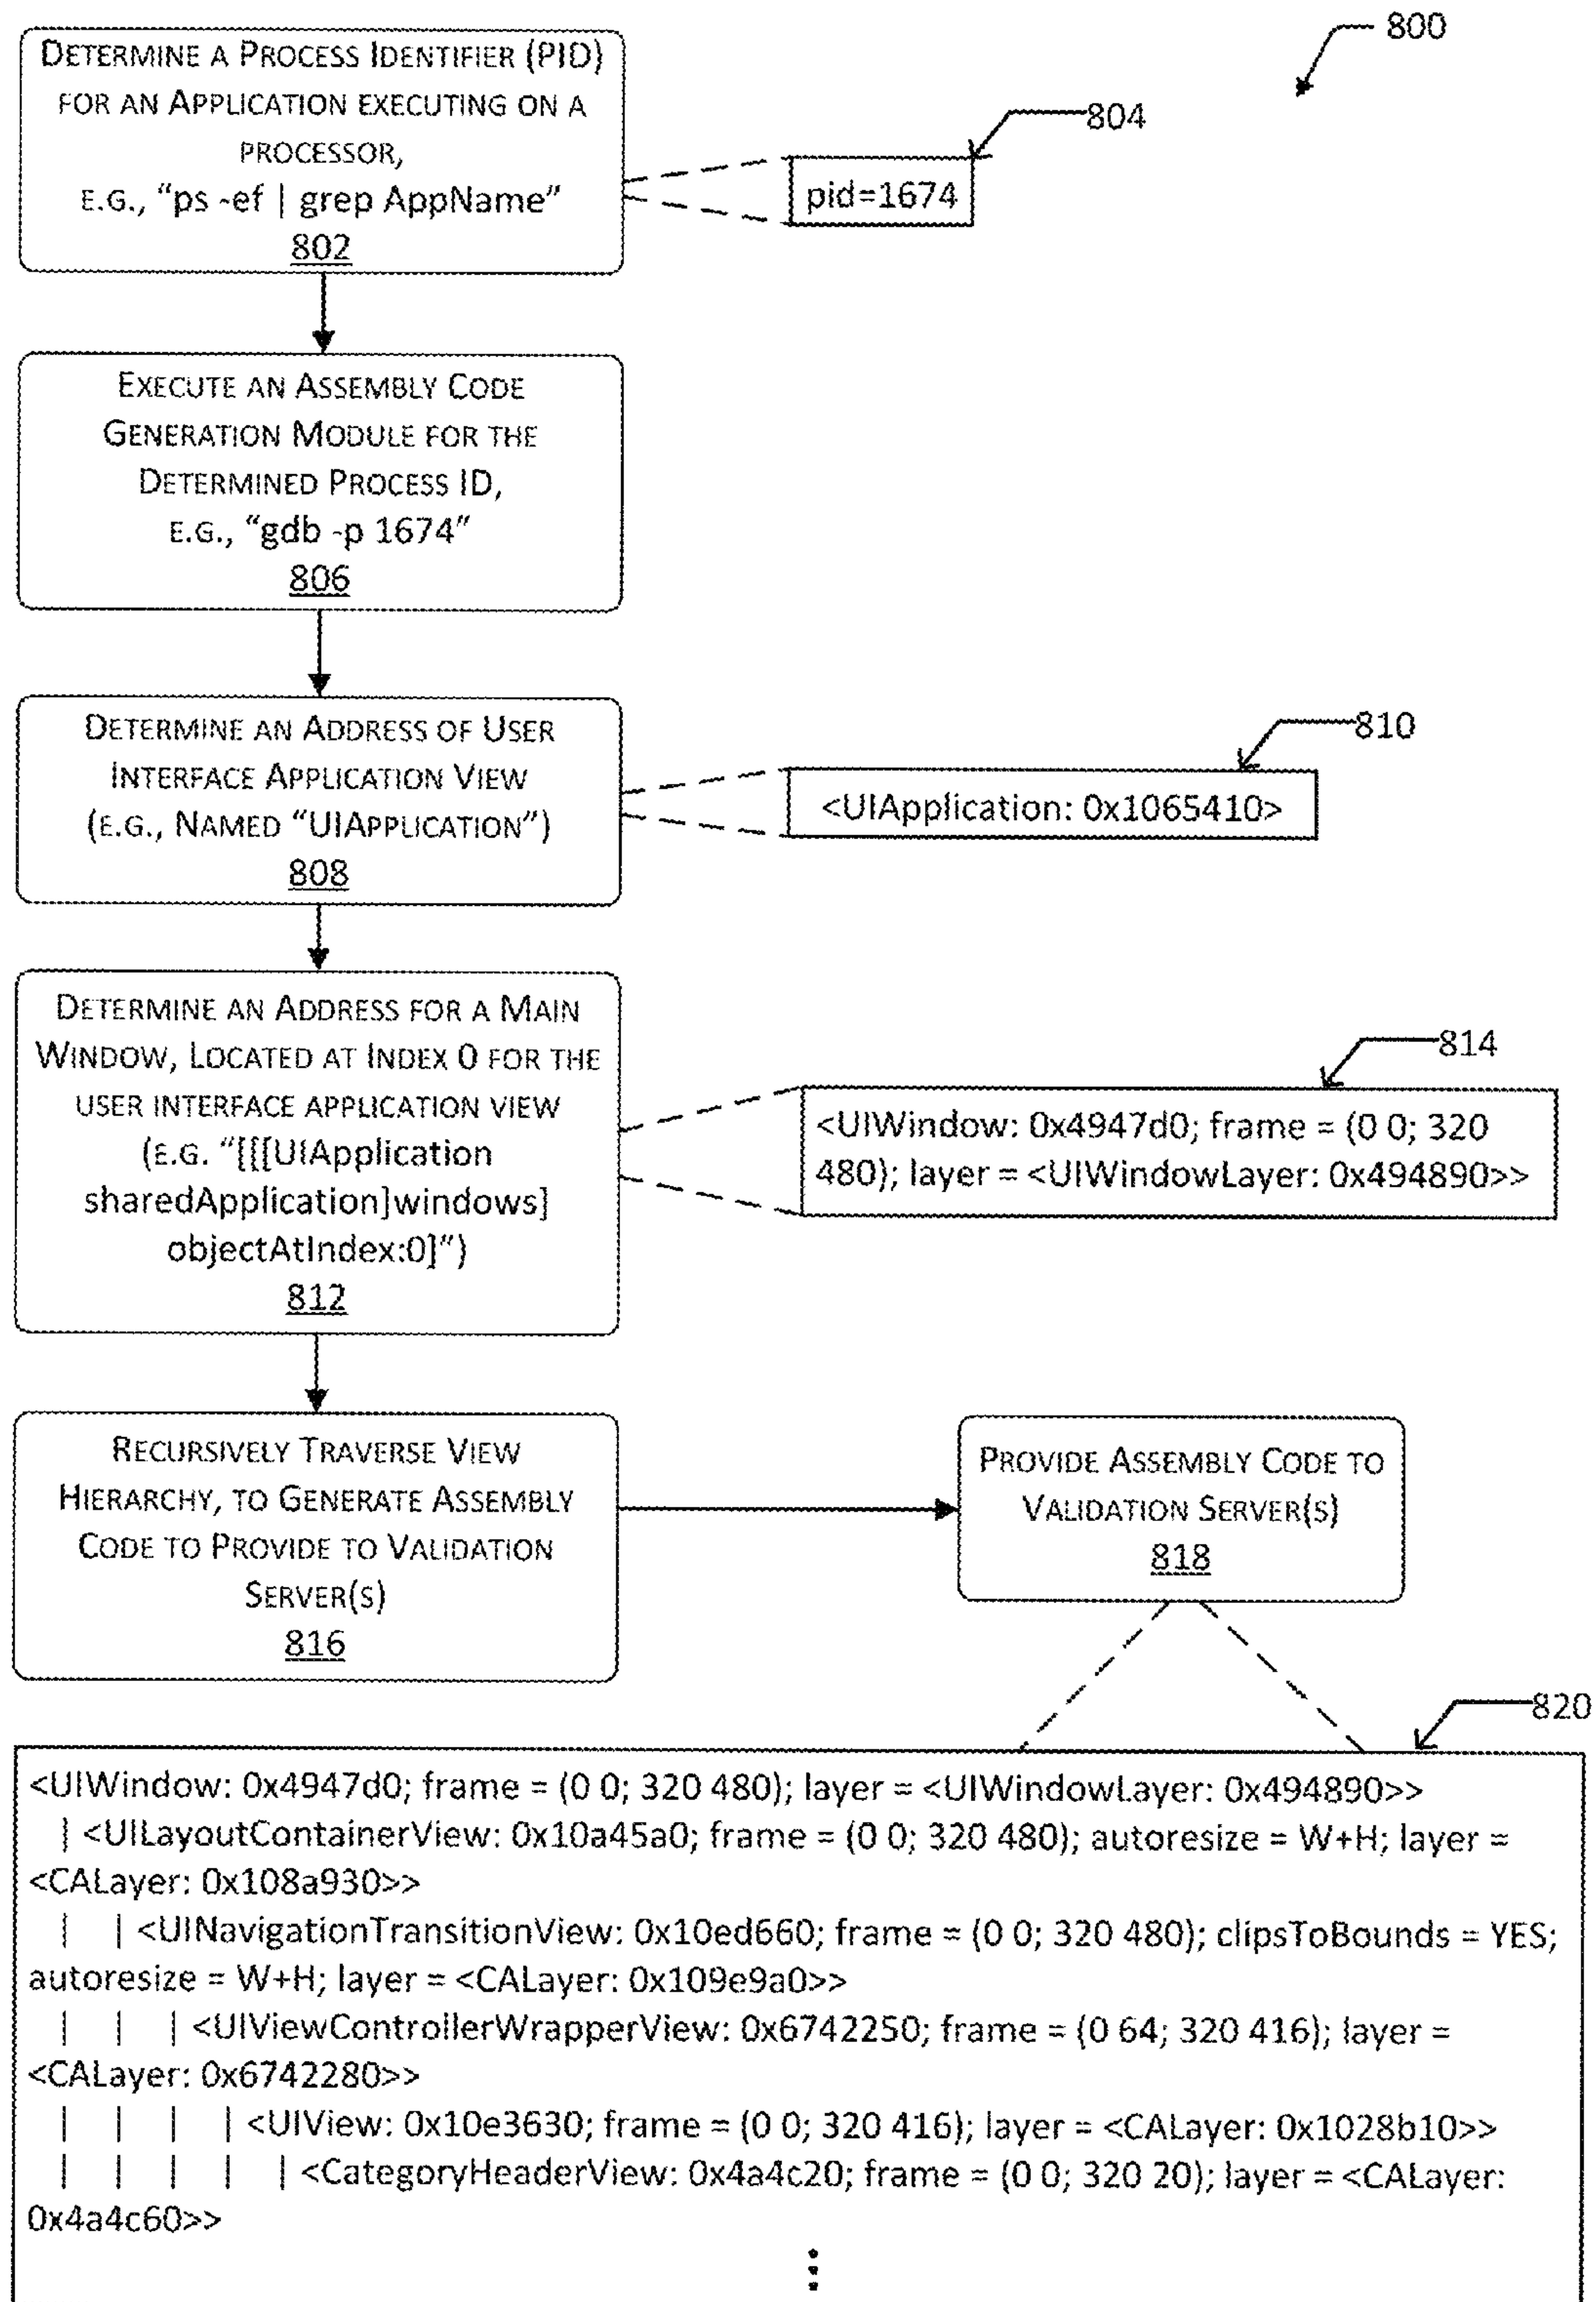 800
DETERMINE A PROCESS IDENTIFIER (PID)
FOR AN APPLICATION EXECUTING ON A
PROCESSOR,
E.G., "ps -ef | grep AppName"
802
804
pid=1674
EXECUTE AN ASSEMBLY CODE
GENERATION MODULE FOR THE
DETERMINED PROCESS ID,
E.G., "gdb -p 1674"
806
DETERMINE AN ADDRESS OF USER
INTERFACE APPLICATION VIEW
(E.G., NAMED "UIAPPLICATION")
808
810
<UIApplication: 0x1065410>
DETERMINE AN ADDRESS FOR A MAIN
WINDOW, LOCATED AT INDEX 0 FOR THE
USER INTERFACE APPLICATION VIEW
(E.G. "[[[UIApplication
sharedApplication]windows]
objectAtIndex:0]")
812
814
<UIWindow: 0x4947d0; frame = (0 0; 320
480); layer = <UIWindowLayer: 0x494890>>
RECURSIVELY TRAVERSE VIEW
HIERARCHY, TO GENERATE ASSEMBLY
CODE TO PROVIDE TO VALIDATION
SERVER(S)
816
PROVIDE ASSEMBLY CODE TO
VALIDATION SERVER(S)
818
820
<UIWindow: 0x4947d0; frame = (0 0; 320 480); layer = <UIWindowLayer: 0x494890>>
| <UILayoutContainerView: 0x10a45a0; frame = (0 0; 320 480); autoresize = W+H; layer =
<CALayer: 0x108a930>>
| | <UINavigationTransitionView: 0x10ed660; frame = (0 0; 320 480); clipsToBounds = YES;
autoresize = W+H; layer = <CALayer: 0x109e9a0>>
| | | <UIViewControllerWrapperView: 0x6742250; frame = (0 64; 320 416); layer =
<CALayer: 0x6742280>>
| | | | <UIView: 0x10e3630; frame = (0 0; 320 416); layer = <CALayer: 0x1028b10>>
| | | | | <CategoryHeaderView: 0x4a4c20; frame = (0 0; 320 20); layer = <CALayer:
0x4a4c60>>